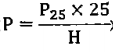 P = P₂₅ × 25 / H